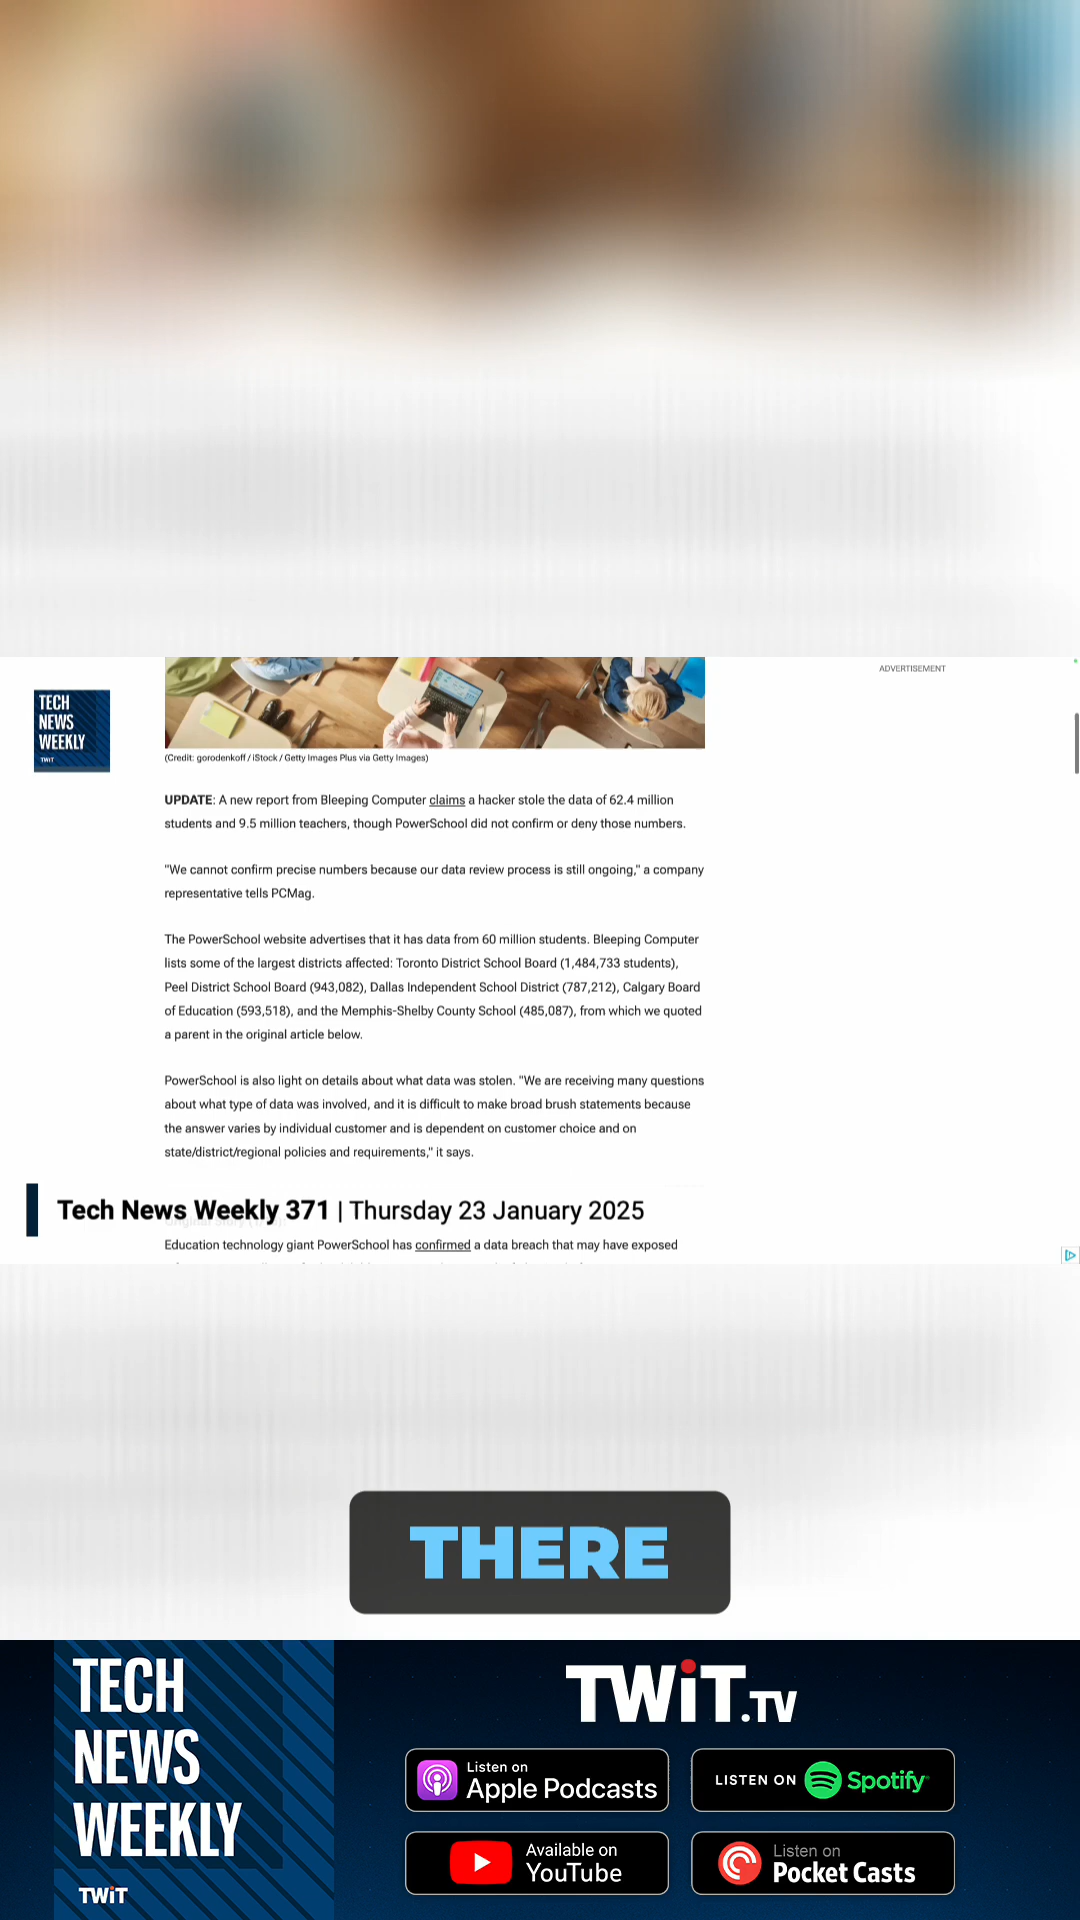 ADVERTISEMENT
TECH
NEWS
WEEKLY
TWiT
(Credit: gorodenkoff / iStock / Getty Images Plus via Getty Images)
UPDATE: A new report from Bleeping Computer claims a hacker stole the data of 62.4 million
students and 9.5 million teachers, though PowerSchool did not confirm or deny those numbers.
"We cannot confirm precise numbers because our data review process is still ongoing," a company
representative tells PCMag.
The PowerSchool website advertises that it has data from 60 million students. Bleeping Computer
lists some of the largest districts affected: Toronto District School Board (1,484,733 students),
Peel District School Board (943,082), Dallas Independent School District (787,212), Calgary Board
of Education (593,518), and the Memphis-Shelby County School (485,087), from which we quoted
a parent in the original article below.
PowerSchool is also light on details about what data was stolen. "We are receiving many questions
about what type of data was involved, and it is difficult to make broad brush statements because
the answer varies by individual customer and is dependent on customer choice and on
state/district/regional policies and requirements," it says.
Tech News Weekly 371 | Thursday 23 January 2025
Education technology giant PowerSchool has confirmed a data breach that may have exposed
THERE
TECH
NEWS
WEEKLY
TWiT
TWiT.TV
Listen on
Apple Podcasts
LISTEN ON Spotify
Available on
YouTube
Listen on
Pocket Casts